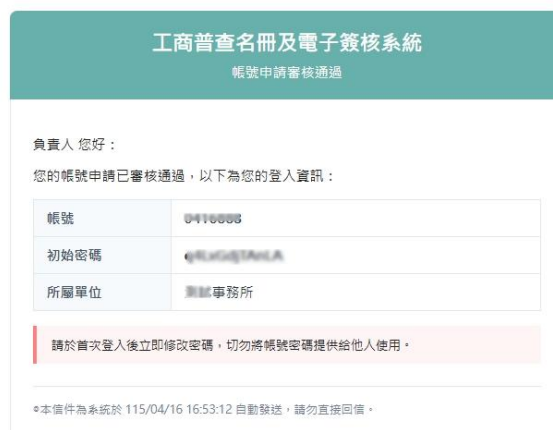 工商普查名冊及電子簽核系統
帳號申請審核通過
負責人 您好：
您的帳號申請已審核通過，以下為您的登入資訊：
帳號
初始密碼
所屬單位 事務所
請於首次登入後立即修改密碼，切勿將帳號密碼提供給他人使用。
本信件為系統於 115/04/16 16:53:12 自動發送，請勿直接回信。